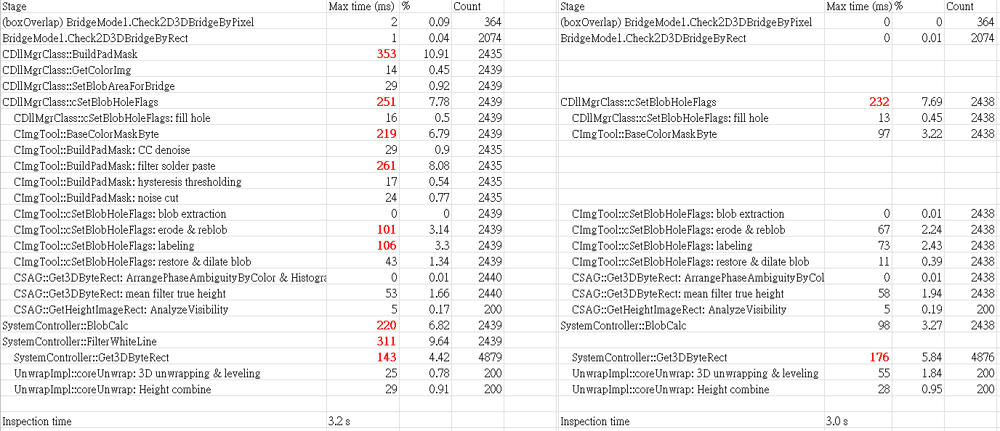 Stage Max time (ms) % Count Stage Max time (ms) % Count
(boxOverlap) BridgeMode1.Check2D3DBridgeByPixel 2 0.09 364 (boxOverlap) BridgeMode1.Check2D3DBridgeByPixel 0 0 364
BridgeMode1.Check2D3DBridgeByRect 1 0.04 2074 BridgeMode1.Check2D3DBridgeByRect 0 0.01 2074
CDllMgrClass::BuildPadMask 353 10.91 2435
CDllMgrClass::GetColorImg 14 0.45 2439
CDllMgrClass::SetBlobAreaForBridge 29 0.92 2439
CDllMgrClass::cSetBlobHoleFlags 251 7.78 2439 CDllMgrClass::cSetBlobHoleFlags 232 7.69 2438
CDllMgrClass::cSetBlobHoleFlags: fill hole 16 0.5 2439 CDllMgrClass::cSetBlobHoleFlags: fill hole 13 0.45 2438
CImgTool::BaseColorMaskByte 219 6.79 2439 CImgTool::BaseColorMaskByte 97 3.22 2438
CImgTool::BuildPadMask: CC denoise 29 0.9 2435
CImgTool::BuildPadMask: filter solder paste 261 8.08 2435
CImgTool::BuildPadMask: hysteresis thresholding 17 0.54 2435
CImgTool::BuildPadMask: noise cut 24 0.77 2435
CImgTool::cSetBlobHoleFlags: blob extraction 0 0 2439 CImgTool::cSetBlobHoleFlags: blob extraction 0 0.01 2438
CImgTool::cSetBlobHoleFlags: erode & reblob 101 3.14 2439 CImgTool::cSetBlobHoleFlags: erode & reblob 67 2.24 2438
CImgTool::cSetBlobHoleFlags: labeling 106 3.3 2439 CImgTool::cSetBlobHoleFlags: labeling 73 2.43 2438
CImgTool::cSetBlobHoleFlags: restore & dilate blob 43 1.34 2439 CImgTool::cSetBlobHoleFlags: restore & dilate blob 11 0.39 2438
CSAG::Get3DByteRect: ArrangePhaseAmbiguityByColor & Histogra 0 0.01 2440 CSAG::Get3DByteRect: ArrangePhaseAmbiguityByCol 0 0.01 2438
CSAG::Get3DByteRect: mean filter true height 53 1.66 2440 CSAG::Get3DByteRect: mean filter true height 58 1.94 2438
CSAG::GetHeightImageRect: AnalyzeVisibility 5 0.17 200 CSAG::GetHeightImageRect: AnalyzeVisibility 5 0.19 200
SystemController::BlobCalc 220 6.82 2439 SystemController::BlobCalc 98 3.27 2438
SystemController::FilterWhiteLine 311 9.64 2439
SystemController::Get3DByteRect 143 4.42 4879 SystemController::Get3DByteRect 176 5.84 4876
UnwrapImpl::coreUnwrap: 3D unwrapping & leveling 25 0.78 200 UnwrapImpl::coreUnwrap: 3D unwrapping & leveling 55 1.84 200
UnwrapImpl::coreUnwrap: Height combine 29 0.91 200 UnwrapImpl::coreUnwrap: Height combine 28 0.95 200
Inspection time 3.2 s Inspection time 3.0 s